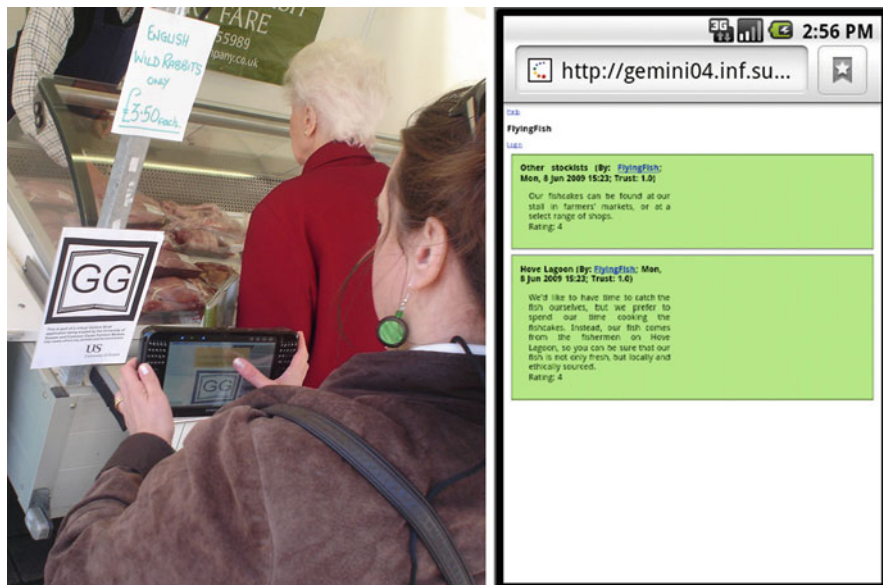 FARE
55989
ENGLISH
WILD RABBITS
ONLY
£3.50 each
GG
US
University of Sussex
GG
3G
2:56 PM
http://gemini04.inf.su...
Help
FlyingFish
Login
Other stockists (By: FlyingFish;
Mon, 8 Jun 2009 15:23; Trust: 1.0)
Our fishcakes can be found at our
stall in farmers' markets, or at a
select range of shops.
Rating: 4
Hove Lagoon (By: FlyingFish; Mon,
8 Jun 2009 15:23; Trust: 1.0)
We'd like to have time to catch the
fish ourselves, but we prefer to
spend our time cooking the
fishcakes. Instead, our fish comes
from the fishermen on Hove
Lagoon, so you can be sure that our
fish is not only fresh, but locally and
ethically sourced.
Rating: 4